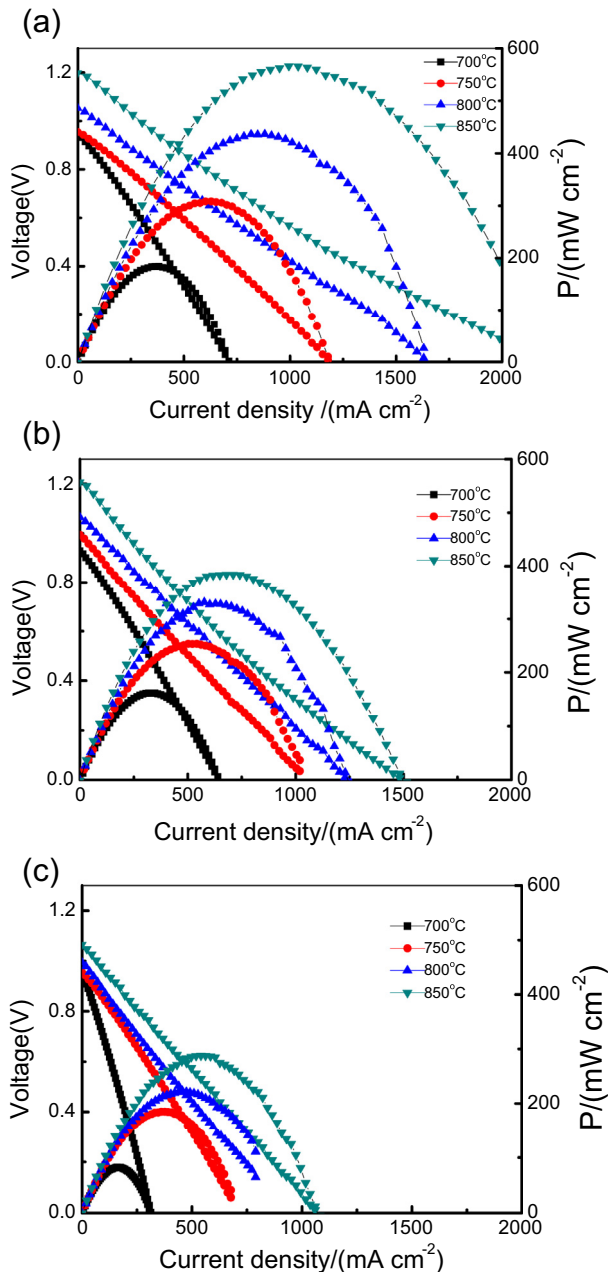 (a)
600
1.2
700°C
750°C
800°C
850°C
0.9
400
0.6
200
0.3
0.0
0
0
500
1000
1500
2000
Voltage(V)
P/(mW cm-2)
Current density /(mA cm-2)
(b)
600
1.2
700°C
750°C
800°C
850°C
400
0.8
200
0.4
0.0
0
0
500
1000
1500
2000
Voltage(V)
P/(mW cm-2)
Current density/(mA cm-2)
(c)
600
1.2
700°C
750°C
800°C
850°C
400
0.8
0.4
200
0.0
0
0
500
1000
1500
2000
Voltage(V)
P/(mW cm-2)
Current density/(mA cm-2)